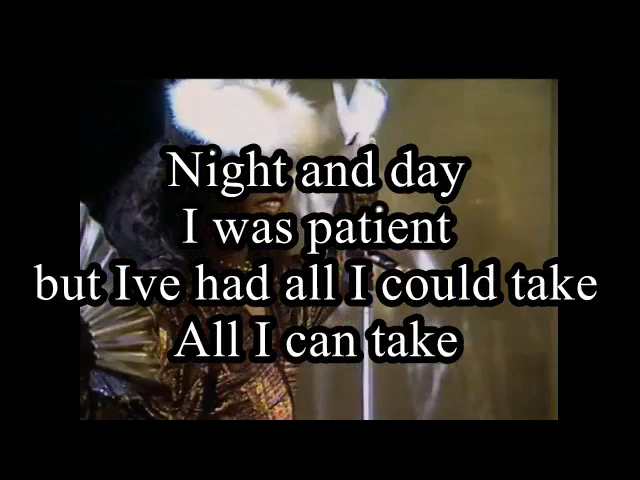 Night and day
I was patient
but Ive had all I could take
All I can take